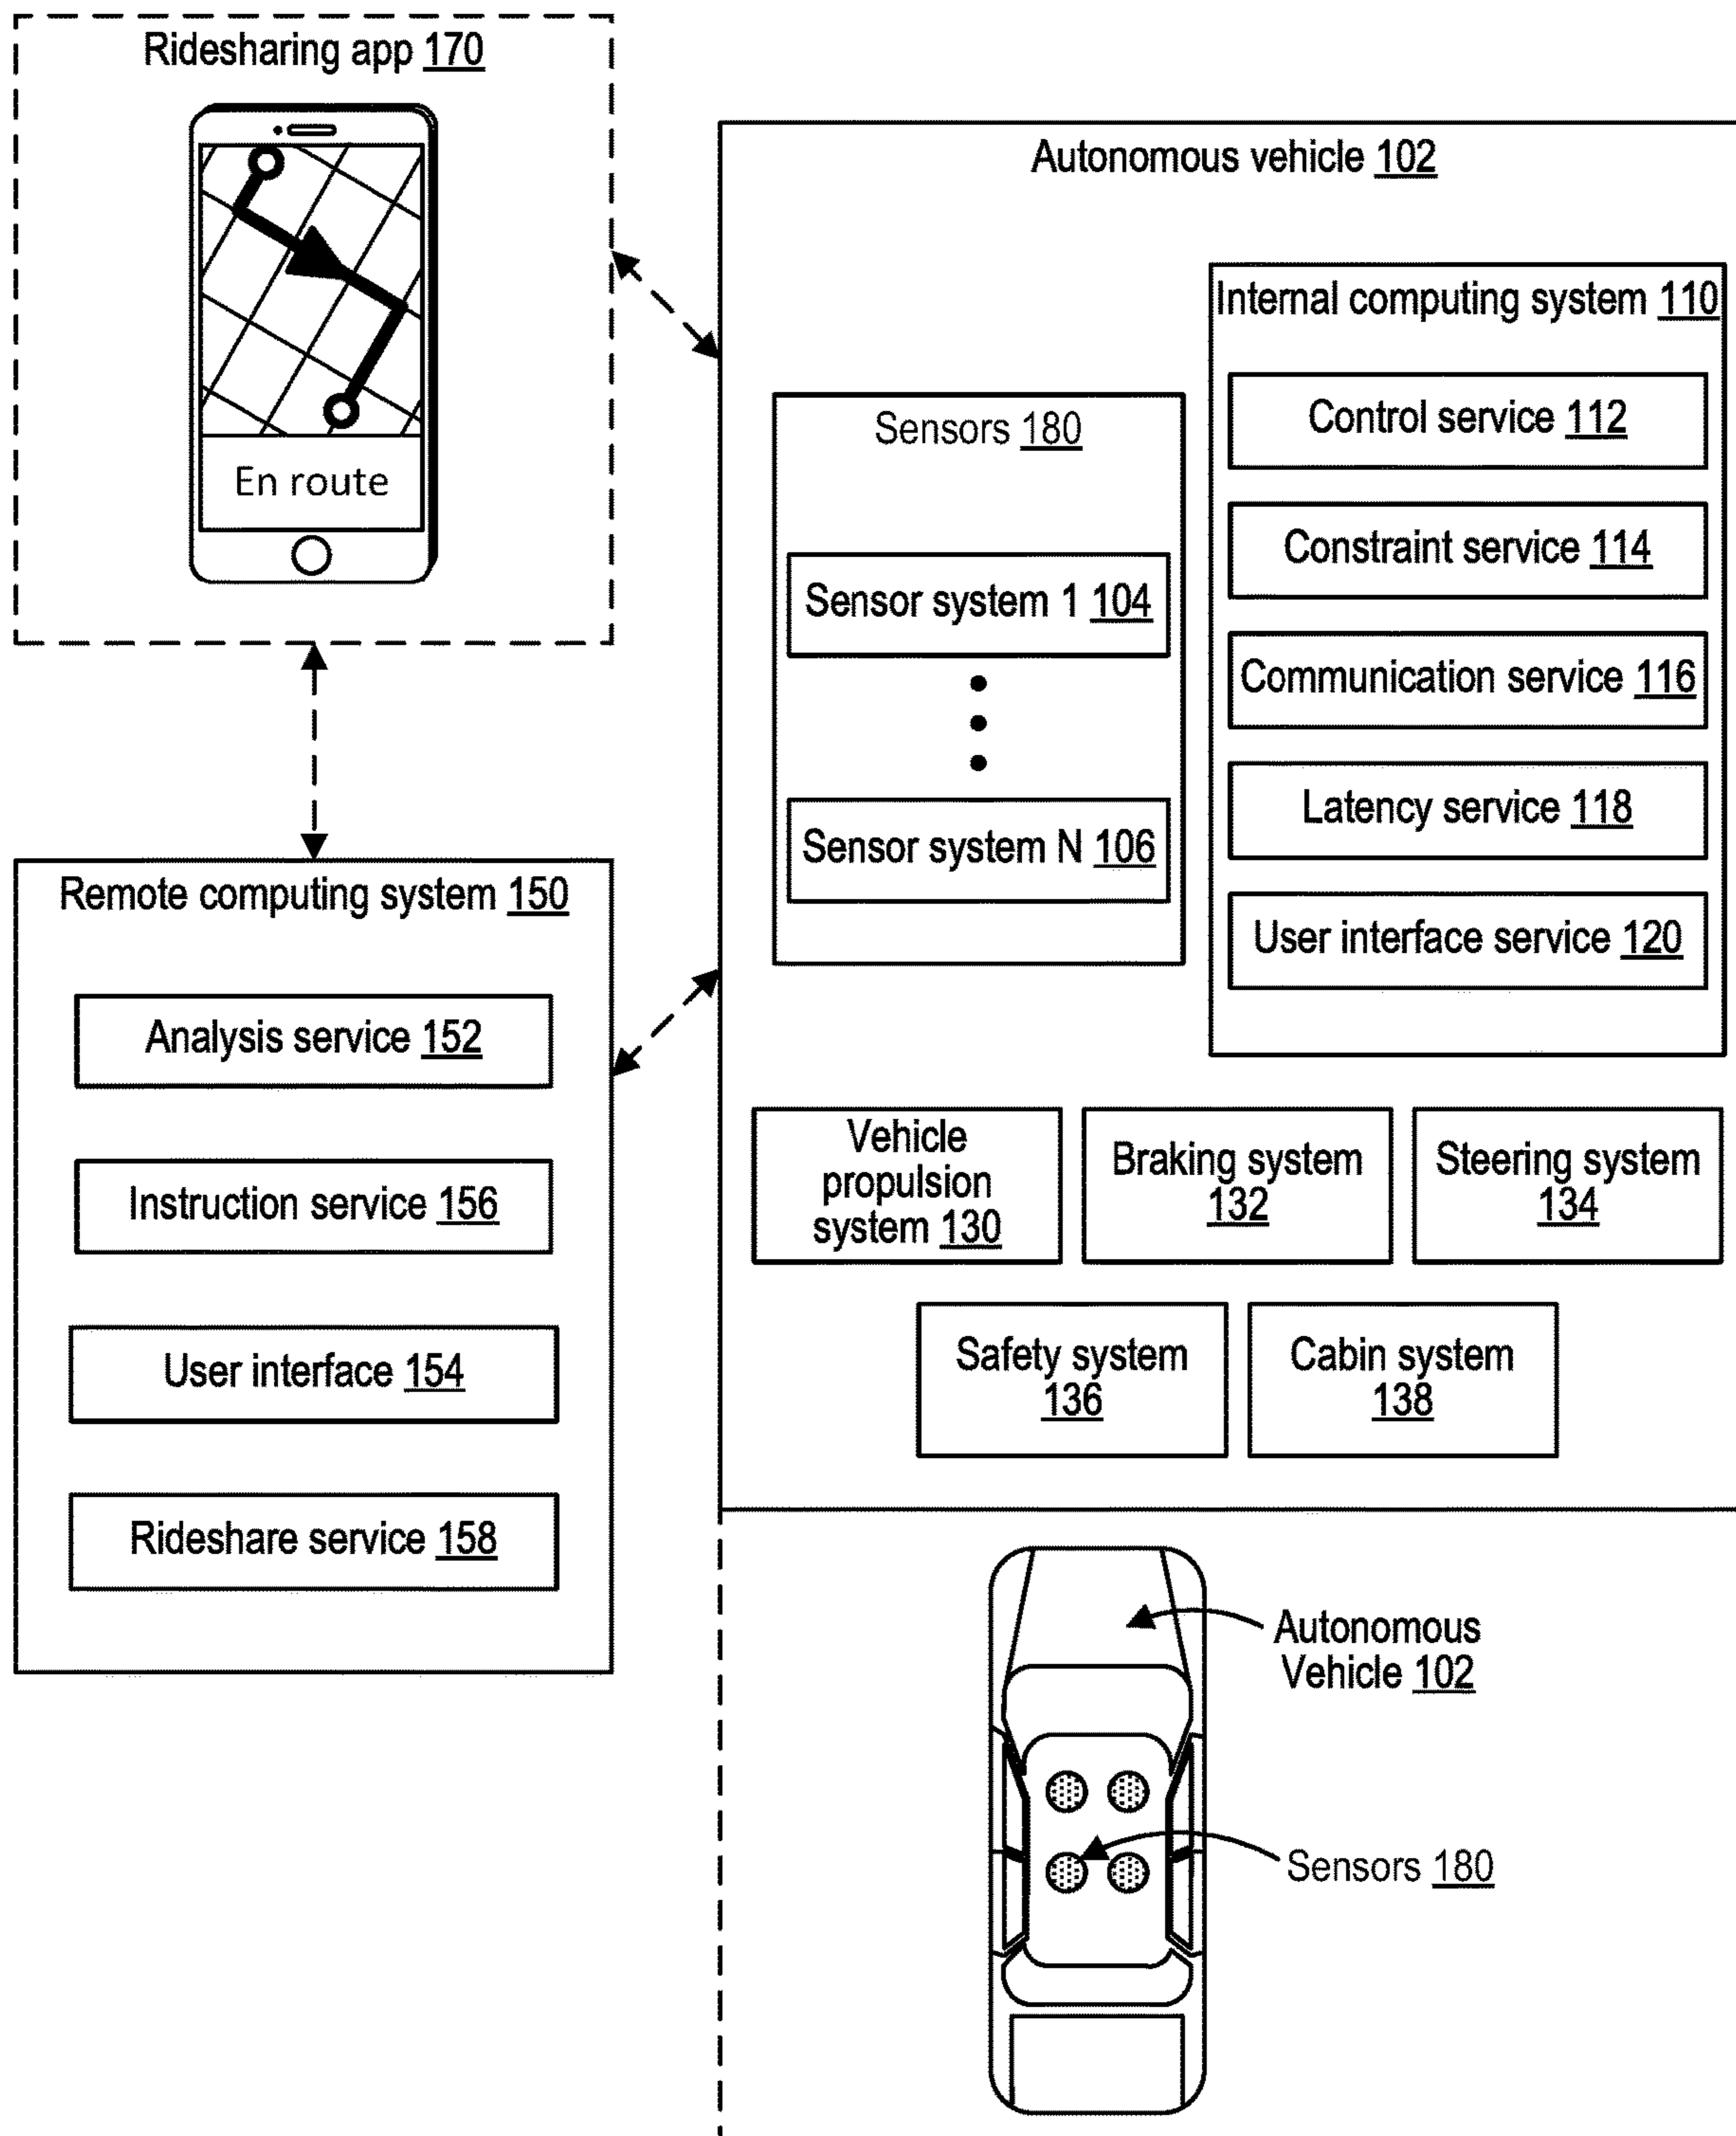 Ridesharing app 170
En route
Remote computing system 150
Analysis service 152
Instruction service 156
User interface 154
Rideshare service 158
Autonomous vehicle 102
Sensors 180
Sensor system 1 104
Sensor system N 106
Internal computing system 110
Control service 112
Constraint service 114
Communication service 116
Latency service 118
User interface service 120
Vehicle
propulsion
system 130
Braking system
132
Steering system
134
Safety system
136
Cabin system
138
Autonomous
Vehicle 102
Sensors 180